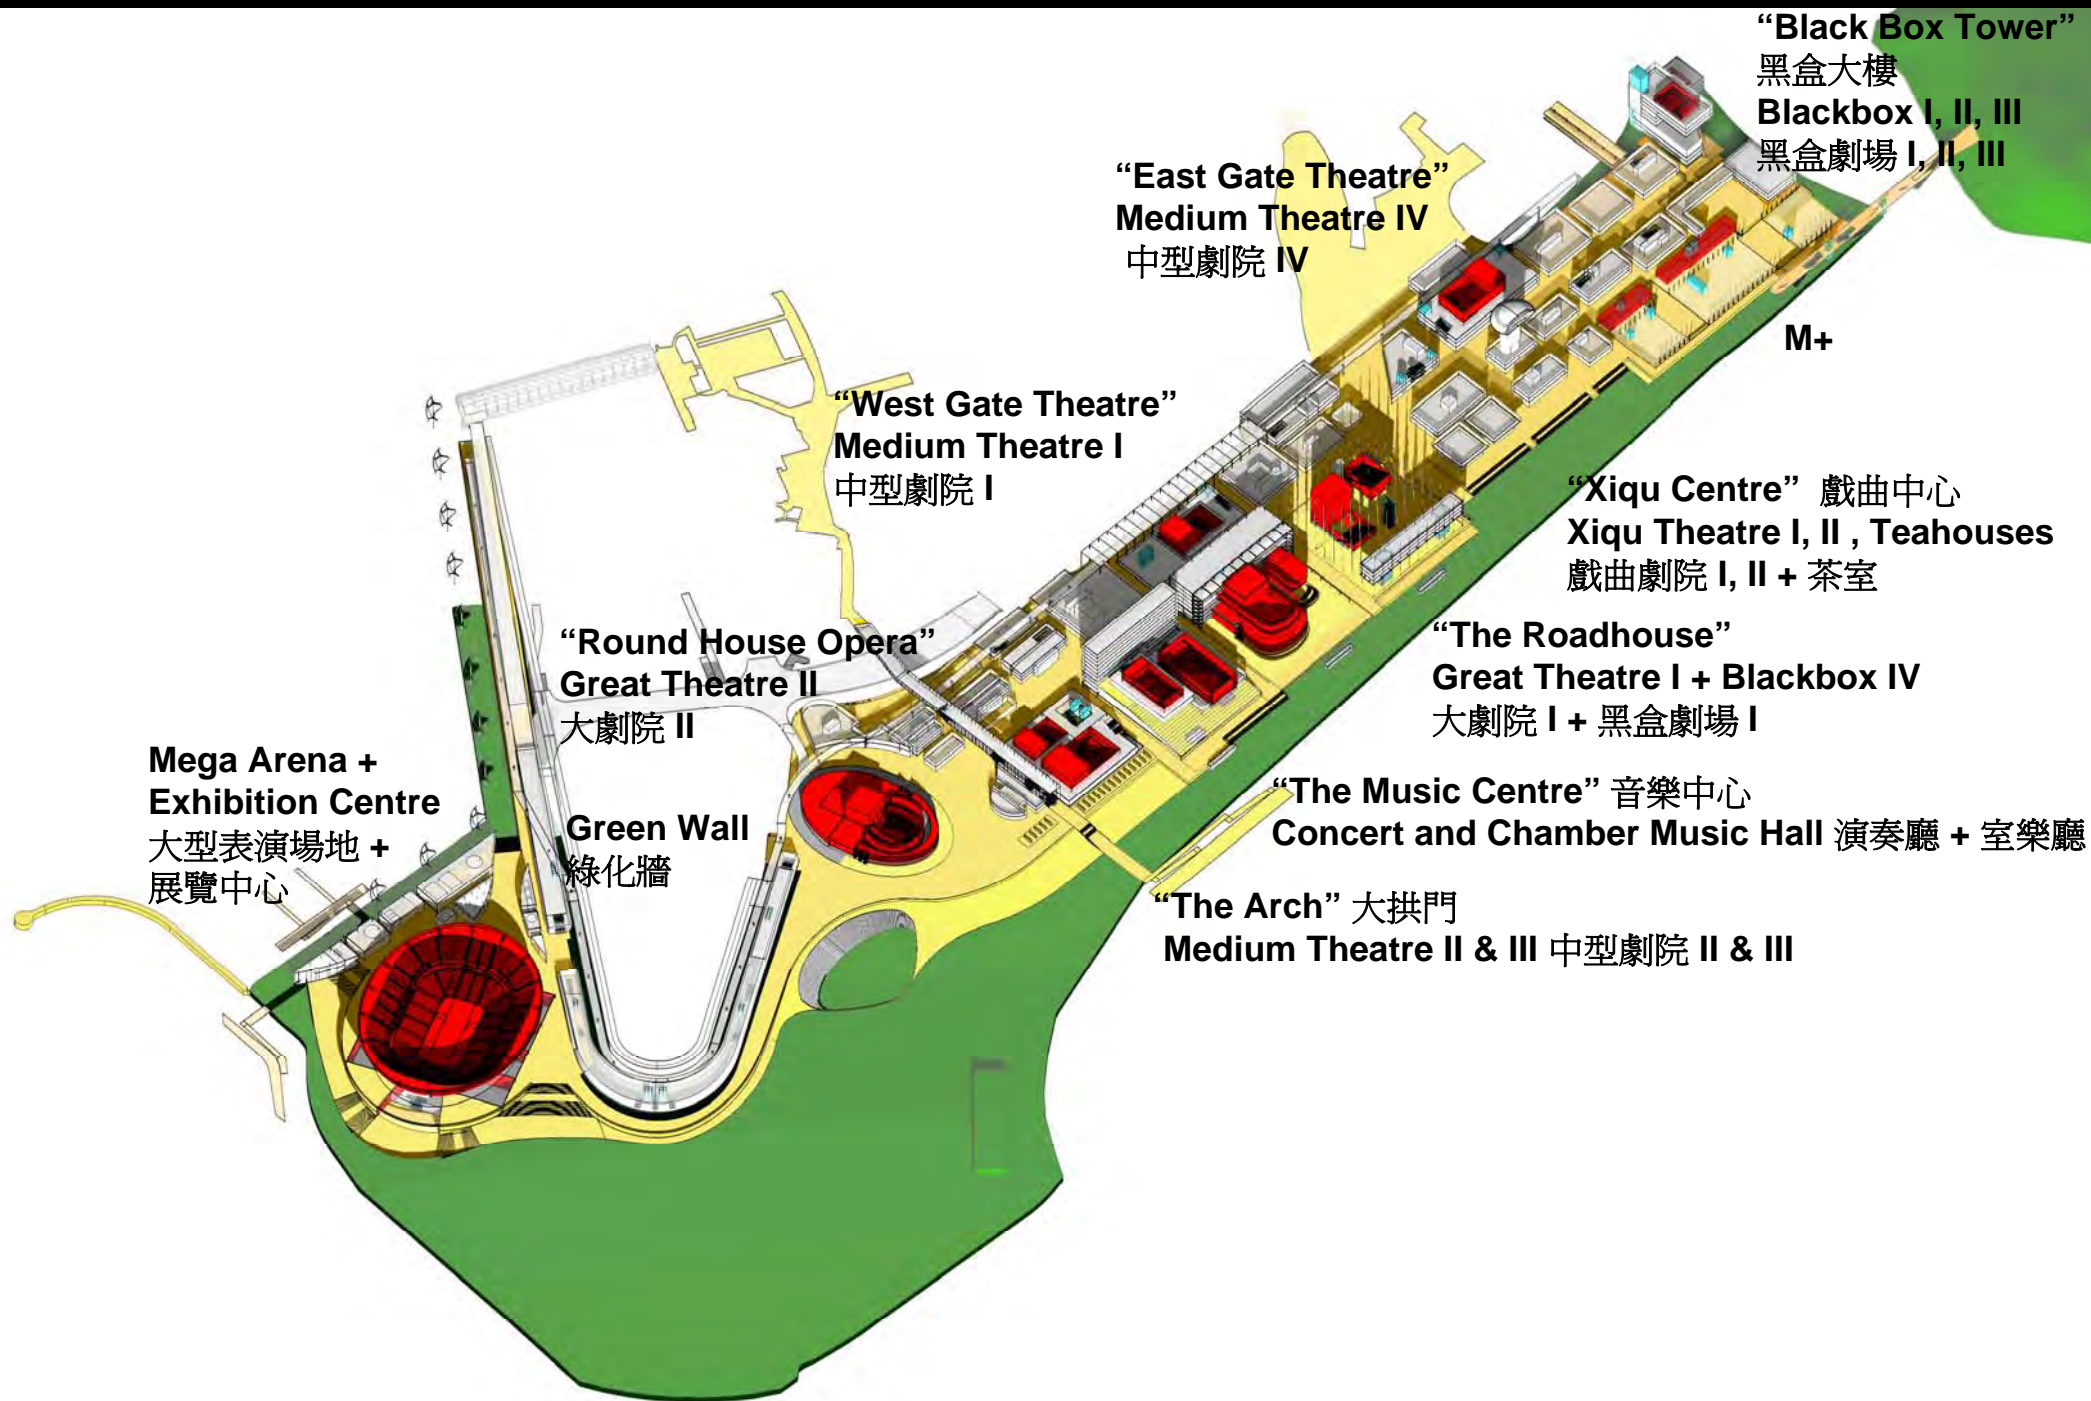 “Black Box Tower”
黑盒大樓
Blackbox I, II, III
黑盒劇場 I, II, III
“East Gate Theatre”
Medium Theatre IV
中型劇院 IV
M+
“West Gate Theatre”
Medium Theatre I
中型劇院 I
“Xiqu Centre” 戲曲中心
Xiqu Theatre I, II , Teahouses
戲曲劇院 I, II + 茶室
“Round House Opera”
Great Theatre II
大劇院 II
“The Roadhouse”
Great Theatre I + Blackbox IV
大劇院 I + 黑盒劇場 I
Mega Arena +
Exhibition Centre
大型表演場地 +
展覽中心
Green Wall
綠化牆
“The Music Centre” 音樂中心
Concert and Chamber Music Hall 演奏廳 + 室樂廳
“The Arch” 大拱門
Medium Theatre II & III 中型劇院 II & III